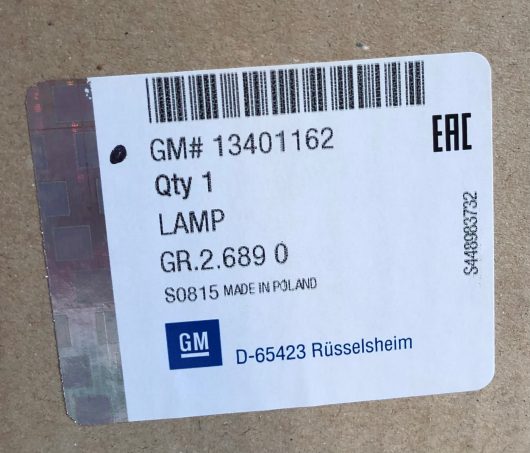 GM# 13401162
EAC
Qty 1
LAMP
GR.2.689 0
S0815 MADE IN POLAND
S448983732
GM
D-65423 Rüsselsheim